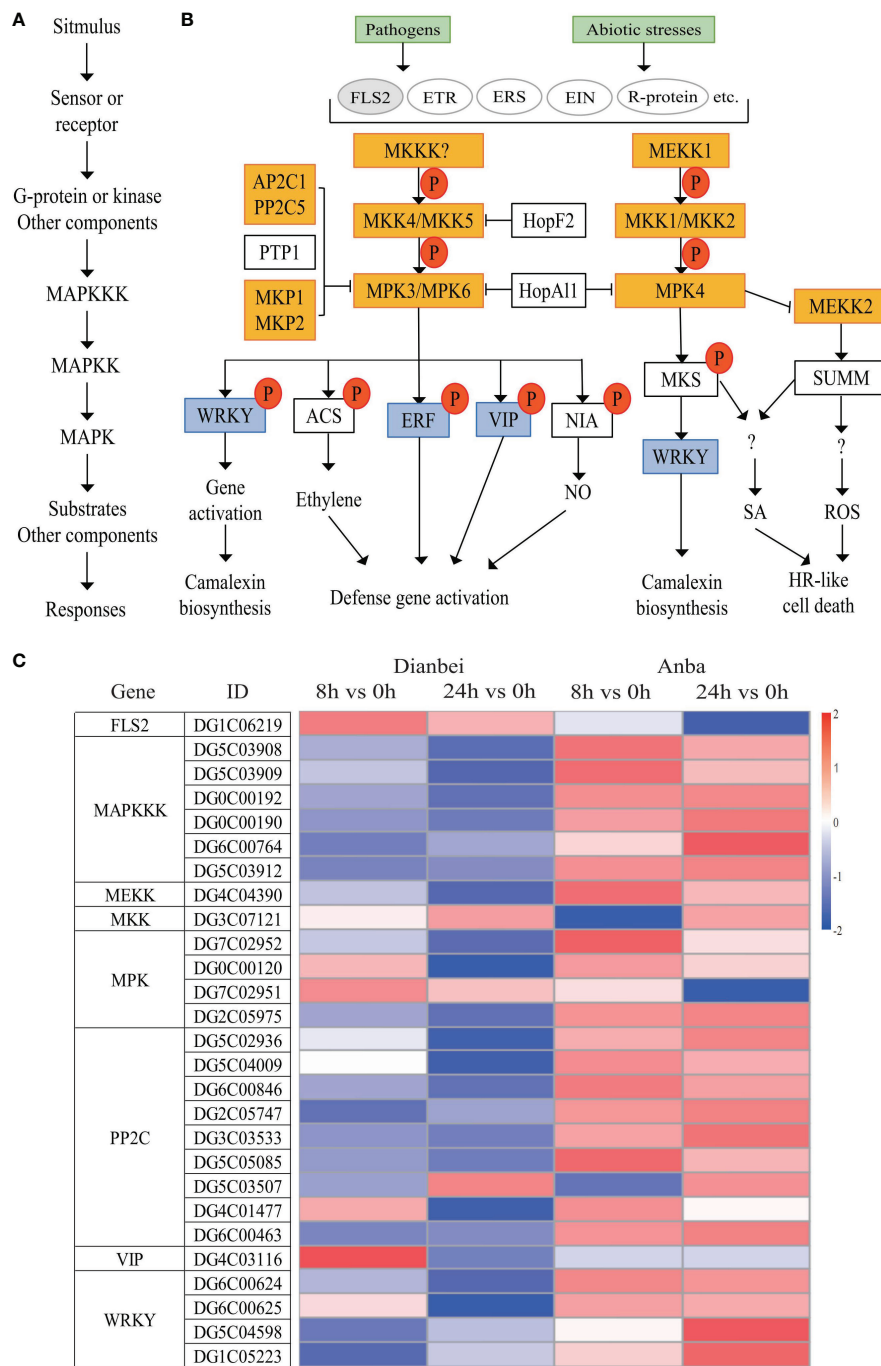 A
Sitmulus
Sensor or
receptor
G-protein or kinase
Other components
MAPKKK
MAPKK
MAPK
Substrates
Other components
Responses
B
Pathogens
Abiotic stresses
FLS2
ETR
ERS
EIN
R-protein
etc.
MKKK?
MEKK1
P
P
AP2C1
PP2C5
MKK4/MKK5
HopF2
MKK1/MKK2
PTP1
P
P
MKP1
MKP2
MPK3/MPK6
HopAl1
MPK4
MEKK2
WRKY
P
ACS
P
ERF
P
VIP
P
NIA
P
MKS
P
SUMM
WRKY
?
?
Gene
activation
Ethylene
NO
SA
ROS
Camalexin
biosynthesis
Defense gene activation
Camalexin
biosynthesis
HR-like
cell death
C
Dianbei
Anba
Gene
ID
8h vs 0h
24h vs 0h
8h vs 0h
24h vs 0h
FLS2
DG1C06219
MAPKKK
DG5C03908
DG5C03909
DG0C00192
DG0C00190
DG6C00764
DG5C03912
MEKK
DG4C04390
MKK
DG3C07121
MPK
DG7C02952
DG0C00120
DG7C02951
DG2C05975
PP2C
DG5C02936
DG5C04009
DG6C00846
DG2C05747
DG3C03533
DG5C05085
DG5C03507
DG4C01477
DG6C00463
VIP
DG4C03116
WRKY
DG6C00624
DG6C00625
DG5C04598
DG1C05223
2
1
0
-1
-2